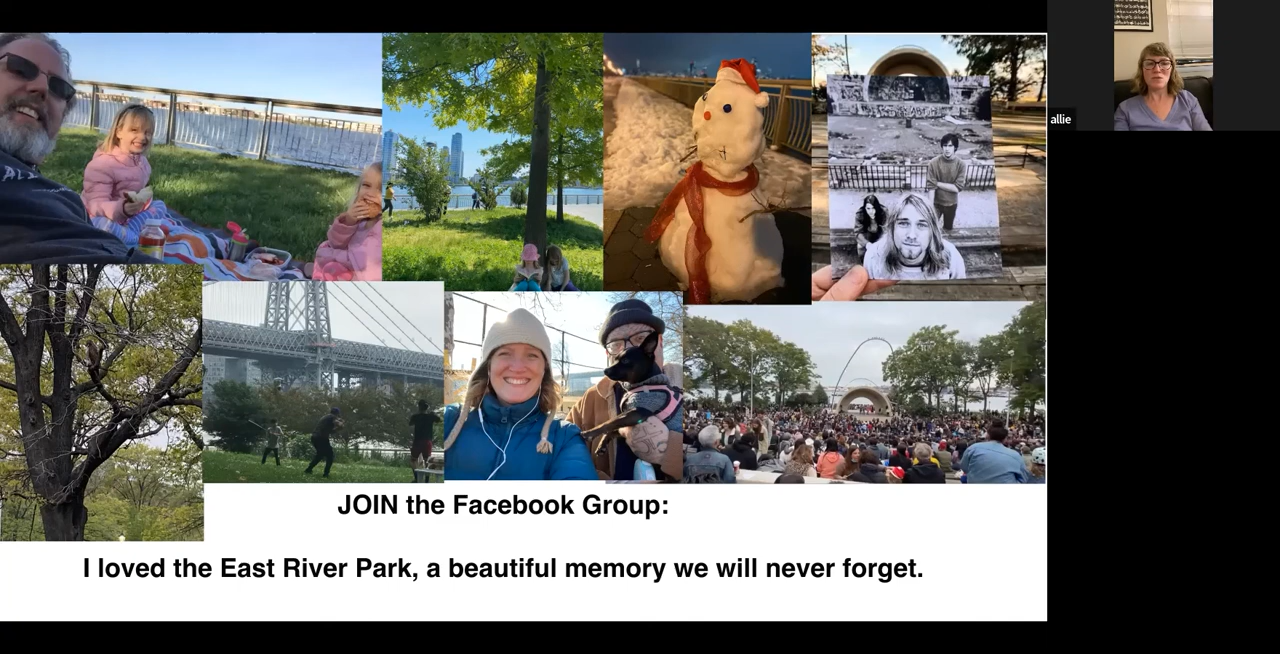 allie
JOIN the Facebook Group:
I loved the East River Park, a beautiful memory we will never forget.